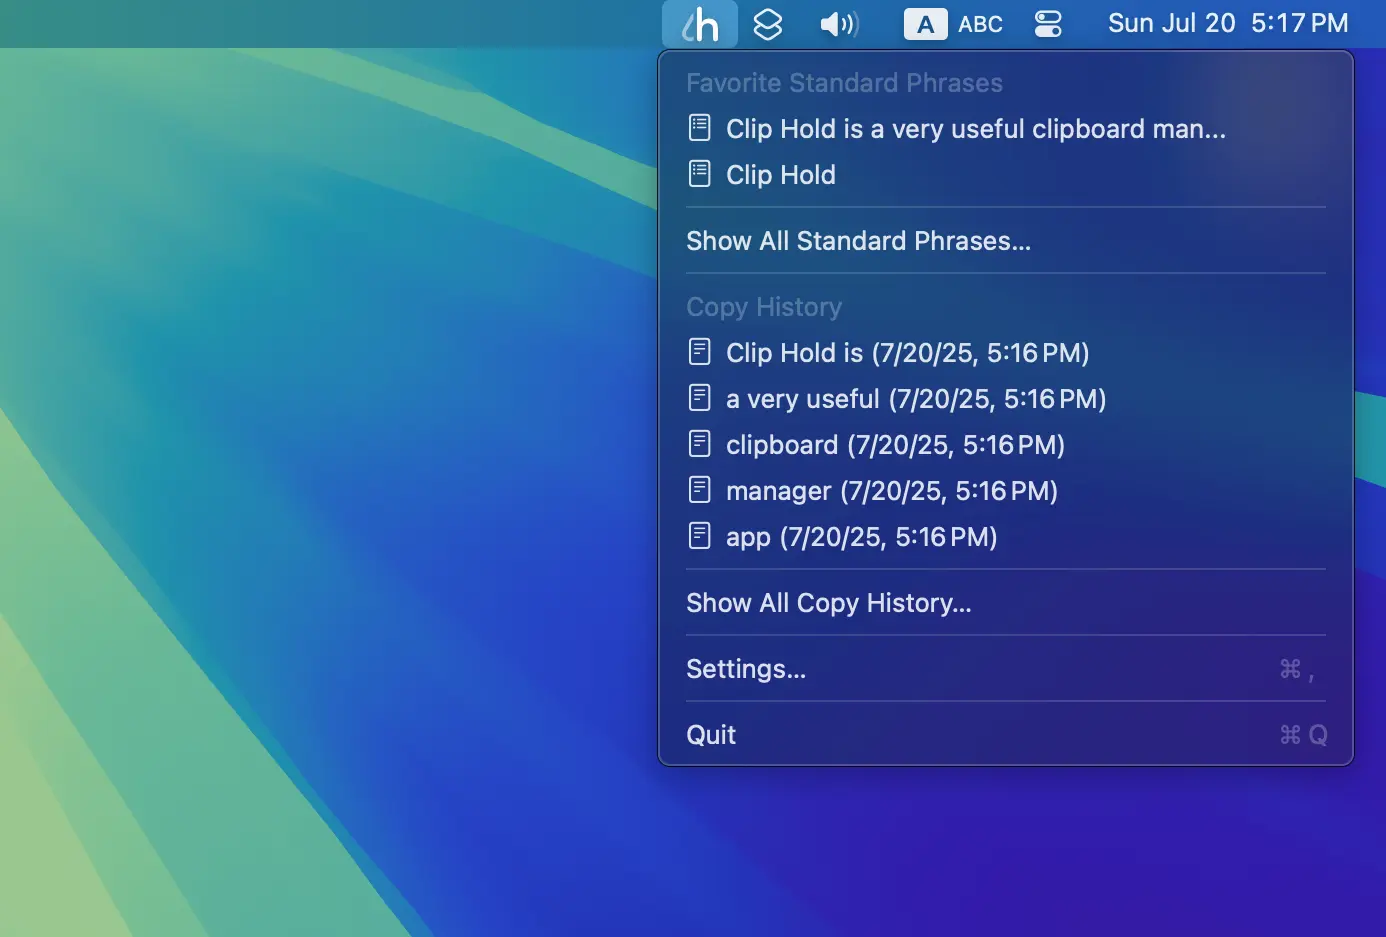 h A ABC Sun Jul 20 5:17 PM
Favorite Standard Phrases
Clip Hold is a very useful clipboard man...
Clip Hold
Show All Standard Phrases...
Copy History
Clip Hold is (7/20/25, 5:16 PM)
a very useful (7/20/25, 5:16 PM)
clipboard (7/20/25, 5:16 PM)
manager (7/20/25, 5:16 PM)
app (7/20/25, 5:16 PM)
Show All Copy History...
Settings... ⌘ ,
Quit ⌘ Q